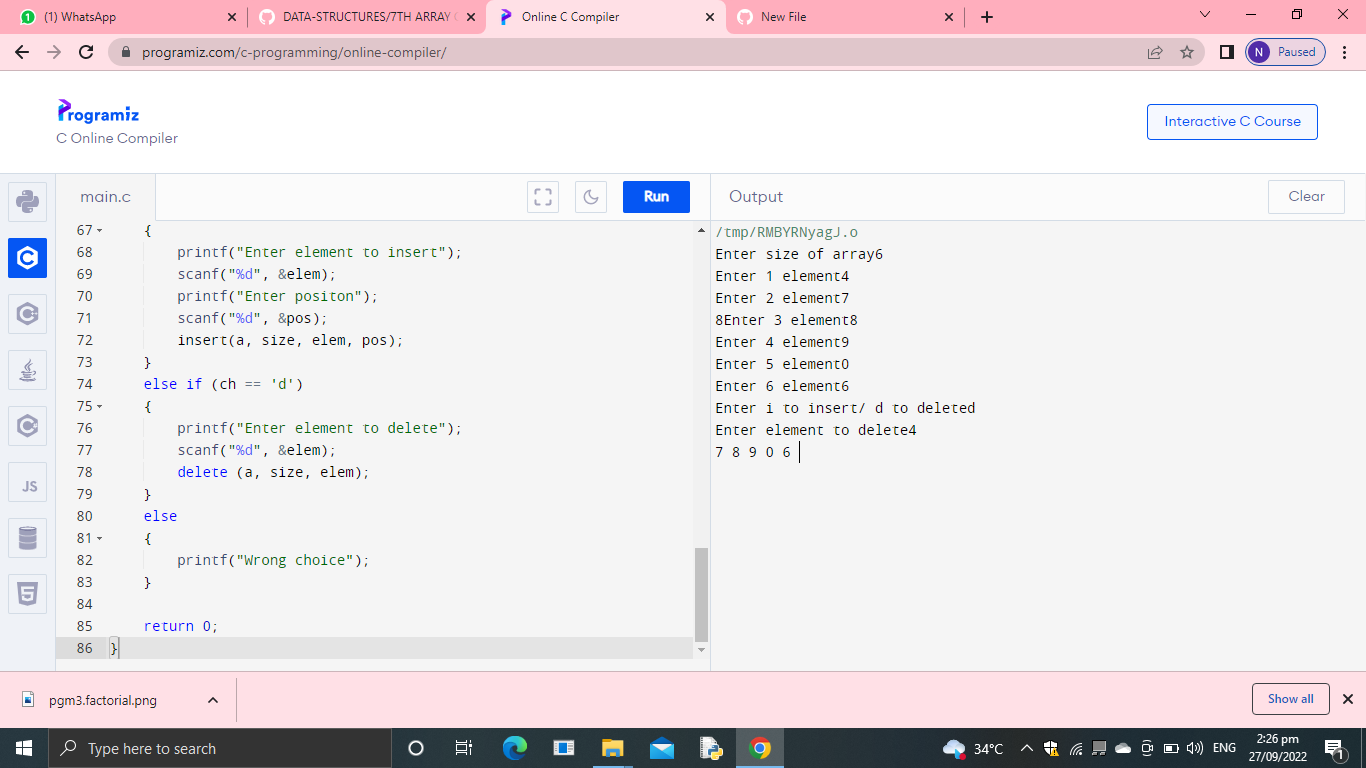 (1) WhatsApp
DATA-STRUCTURES/7TH ARRAY
Online C Compiler
New File
programiz.com/c-programming/online-compiler/
N Paused
Programiz
C Online Compiler
Interactive C Course
main.c
Run
Output
Clear
67 {
68 printf("Enter element to insert");
69 scanf("%d", &elem);
70 printf("Enter positon");
71 scanf("%d", &pos);
72 insert(a, size, elem, pos);
73 }
74 else if (ch == 'd')
75 {
76 printf("Enter element to delete");
77 scanf("%d", &elem);
78 delete (a, size, elem);
79 }
80 else
81 {
82 printf("Wrong choice");
83 }
84
85 return 0;
86 }
/tmp/RMBYRNyagJ.o
Enter size of array6
Enter 1 element4
Enter 2 element7
8Enter 3 element8
Enter 4 element9
Enter 5 element0
Enter 6 element6
Enter i to insert/ d to deleted
Enter element to delete4
7 8 9 0 6
JS
pgm3.factorial.png
Show all
Type here to search
34°C
ENG
2:26 pm
27/09/2022
1